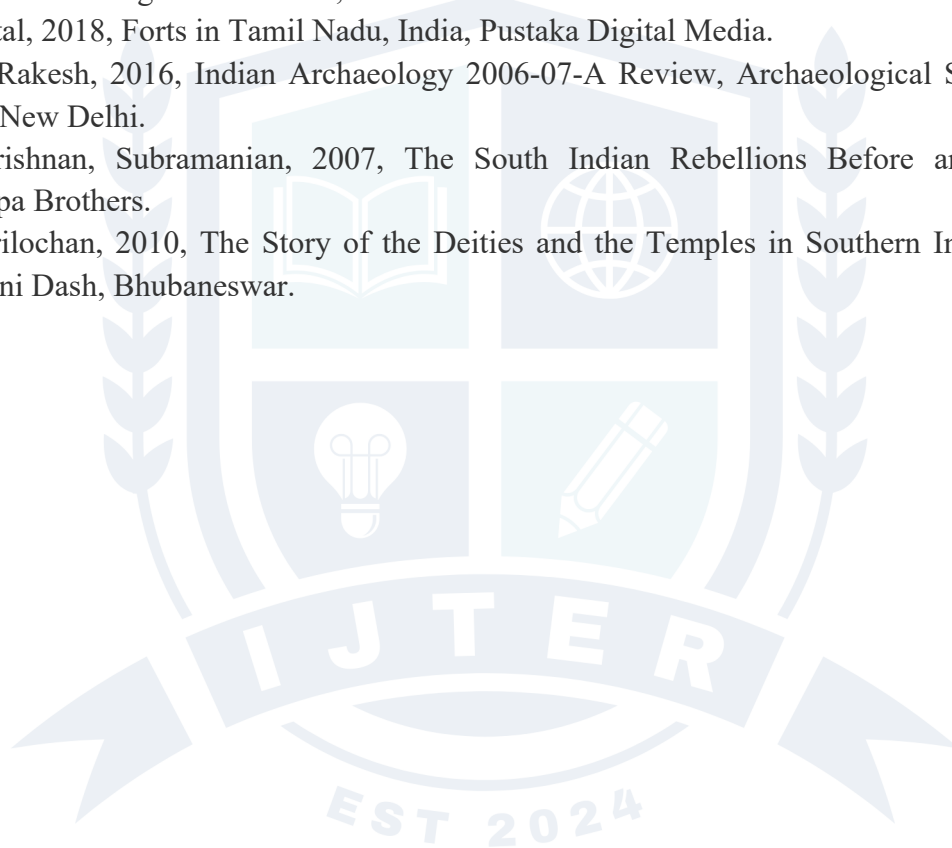 tal, 2018, Forts in Tamil Nadu, India, Pustaka Digital Media.
Rakesh, 2016, Indian Archaeology 2006-07-A Review, Archaeological S
New Delhi.
rishnan, Subramanian, 2007, The South Indian Rebellions Before a
pa Brothers.
rilochan, 2010, The Story of the Deities and the Temples in Southern In
ni Dash, Bhubaneswar.
IJTER
EST 2024